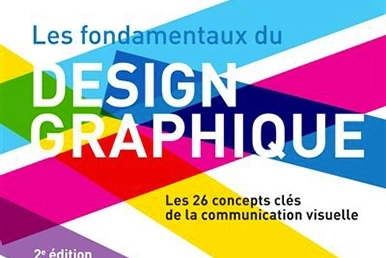 Les fondamentaux du
DESIGN
GRAPHIQUE
Les 26 concepts clés
de la communication visuelle
2e édition